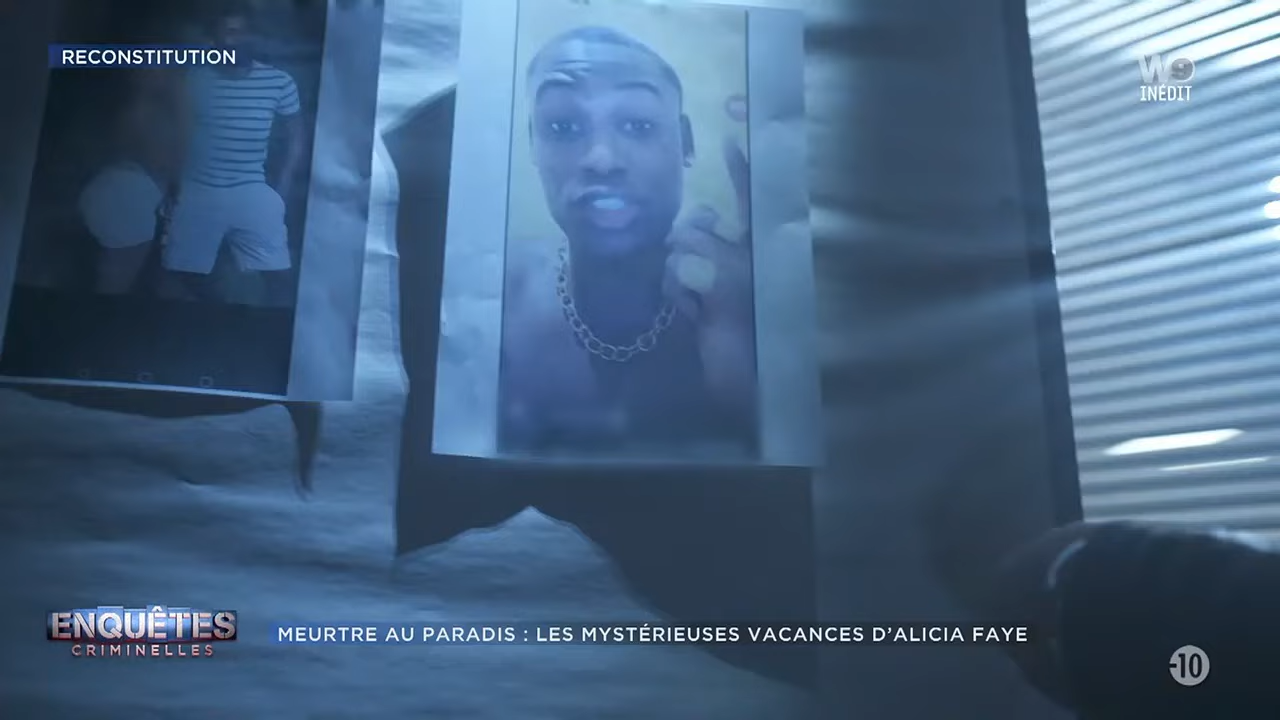 RECONSTITUTION
W9
INÉDIT
ENQUÊTES
CRIMINELLES
MEURTRE AU PARADIS : LES MYSTÉRIEUSES VACANCES D'ALICIA FAYE
-10